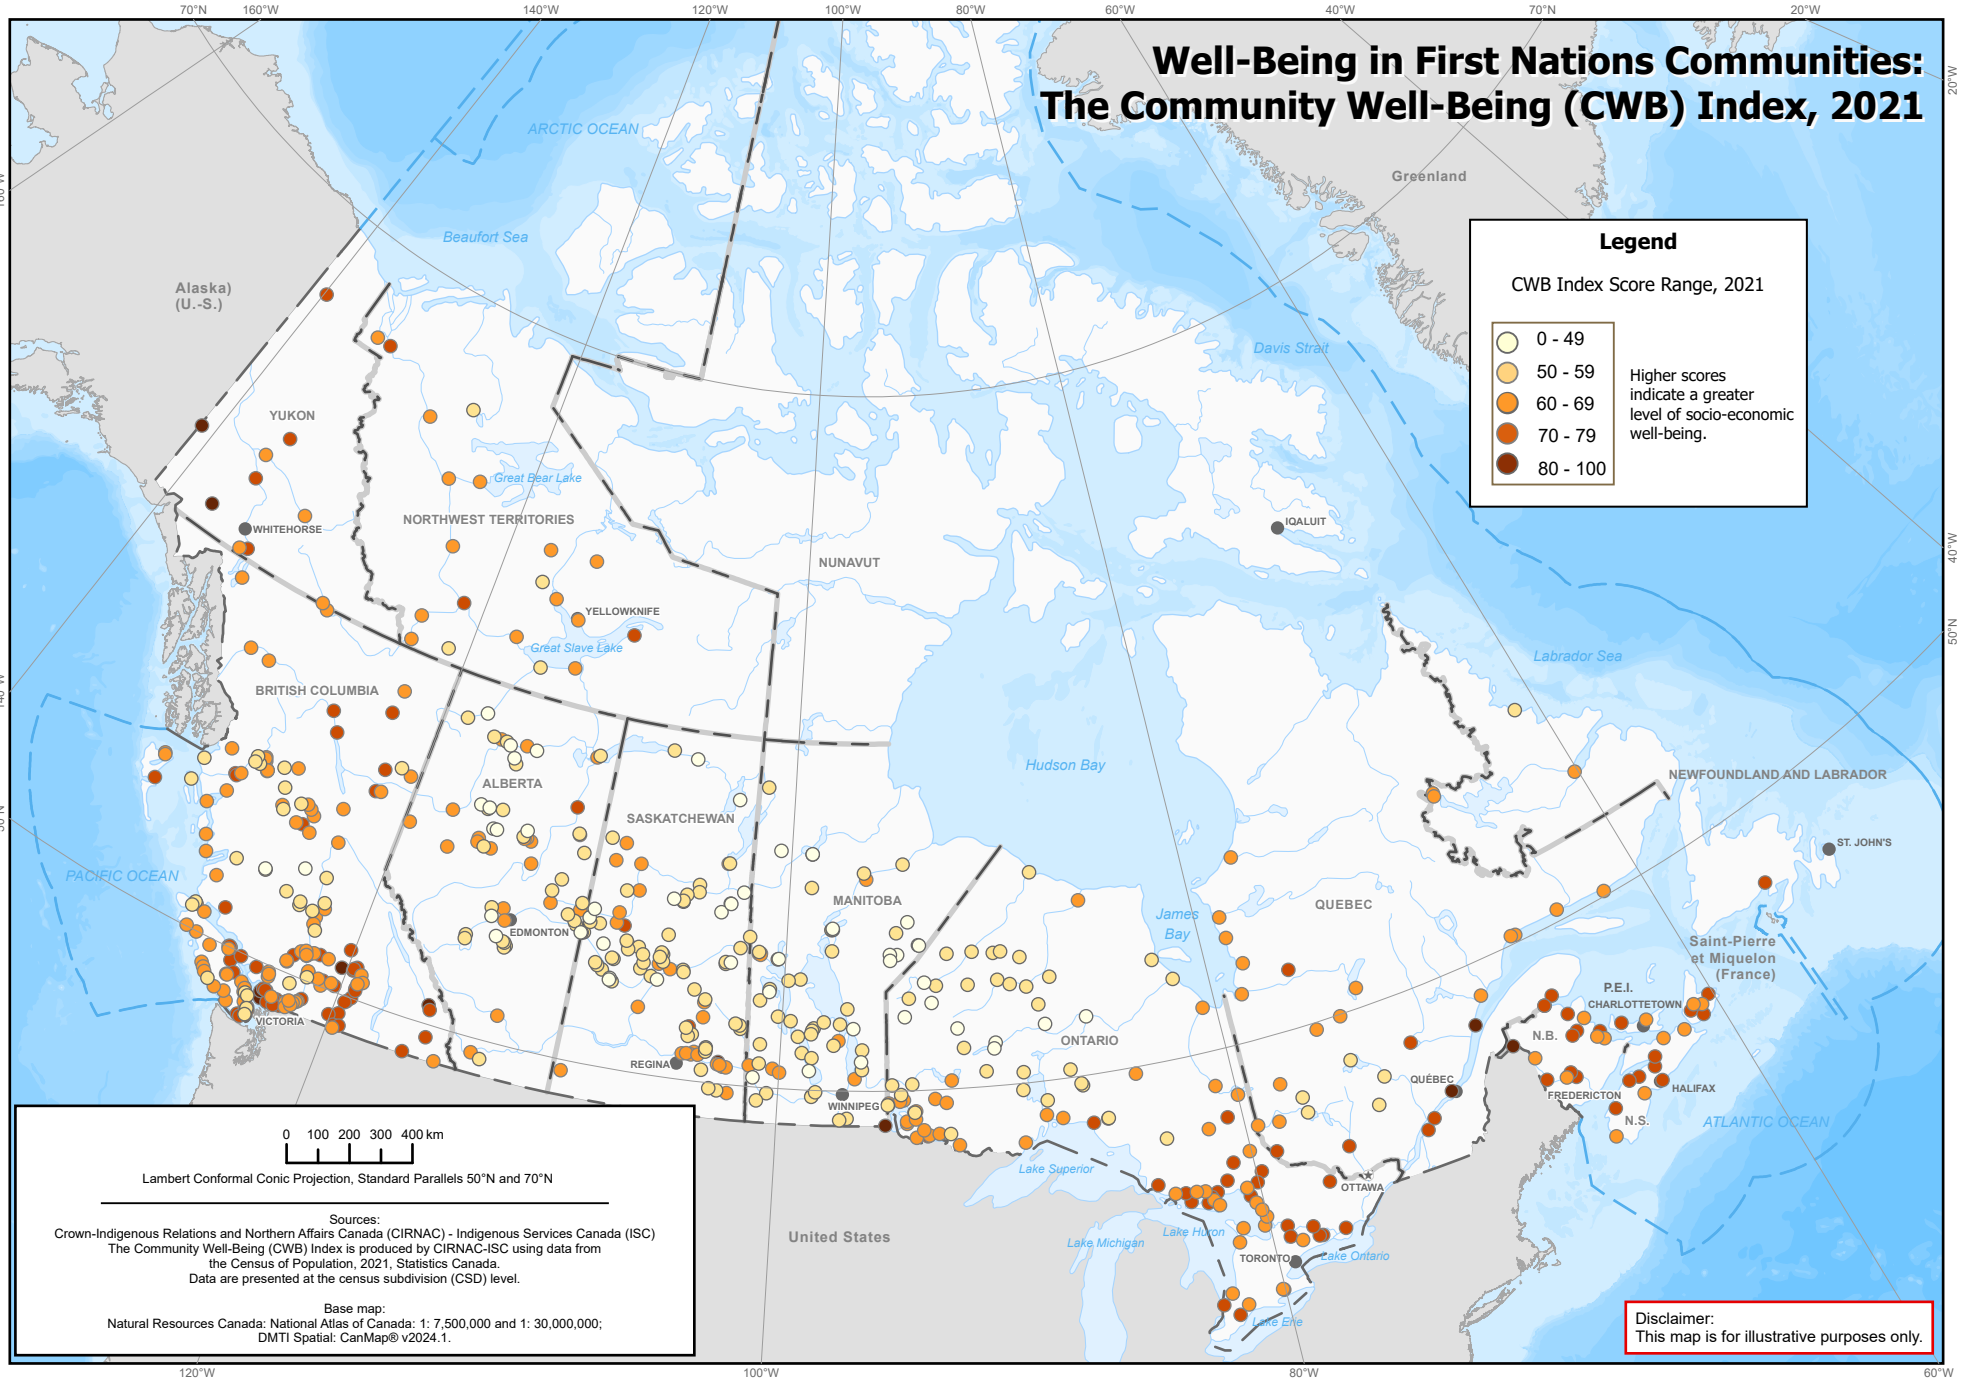 70°N
160°W
140°W
120°W
100°W
80°W
60°W
40°W
70°N
20°W
Well-Being in First Nations Communities:
The Community Well-Being (CWB) Index, 2021
20°W
ARCTIC OCEAN
Greenland
Beaufort Sea
Alaska)
(U.-S.)
Legend
CWB Index Score Range, 2021
0 - 49
50 - 59
60 - 69
70 - 79
80 - 100
Higher scores
indicate a greater
level of socio-economic
well-being.
Davis Strait
YUKON
Great Bear Lake
NORTHWEST TERRITORIES
WHITEHORSE
IQALUIT
40°W
NUNAVUT
YELLOWKNIFE
Great Slave Lake
50°N
Labrador Sea
BRITISH COLUMBIA
Hudson Bay
NEWFOUNDLAND AND LABRADOR
ALBERTA
SASKATCHEWAN
ST. JOHN'S
PACIFIC OCEAN
MANITOBA
QUEBEC
James
Bay
EDMONTON
Saint-Pierre
et Miquelon
(France)
P.E.I.
CHARLOTTETOWN
VICTORIA
N.B.
ONTARIO
REGINA
QUÉBEC
HALIFAX
FREDERICTON
WINNIPEG
N.S.
ATLANTIC OCEAN
0 100 200 300 400 km
Lambert Conformal Conic Projection, Standard Parallels 50°N and 70°N
Lake Superior
OTTAWA
Sources:
Crown-Indigenous Relations and Northern Affairs Canada (CIRNAC) - Indigenous Services Canada (ISC)
The Community Well-Being (CWB) Index is produced by CIRNAC-ISC using data from
the Census of Population, 2021, Statistics Canada.
Data are presented at the census subdivision (CSD) level.
United States
Lake Huron
Lake Michigan
TORONTO
Lake Ontario
Base map:
Natural Resources Canada: National Atlas of Canada: 1: 7,500,000 and 1: 30,000,000;
DMTI Spatial: CanMap® v2024.1.
Lake Erie
Disclaimer:
This map is for illustrative purposes only.
120°W
100°W
80°W
60°W